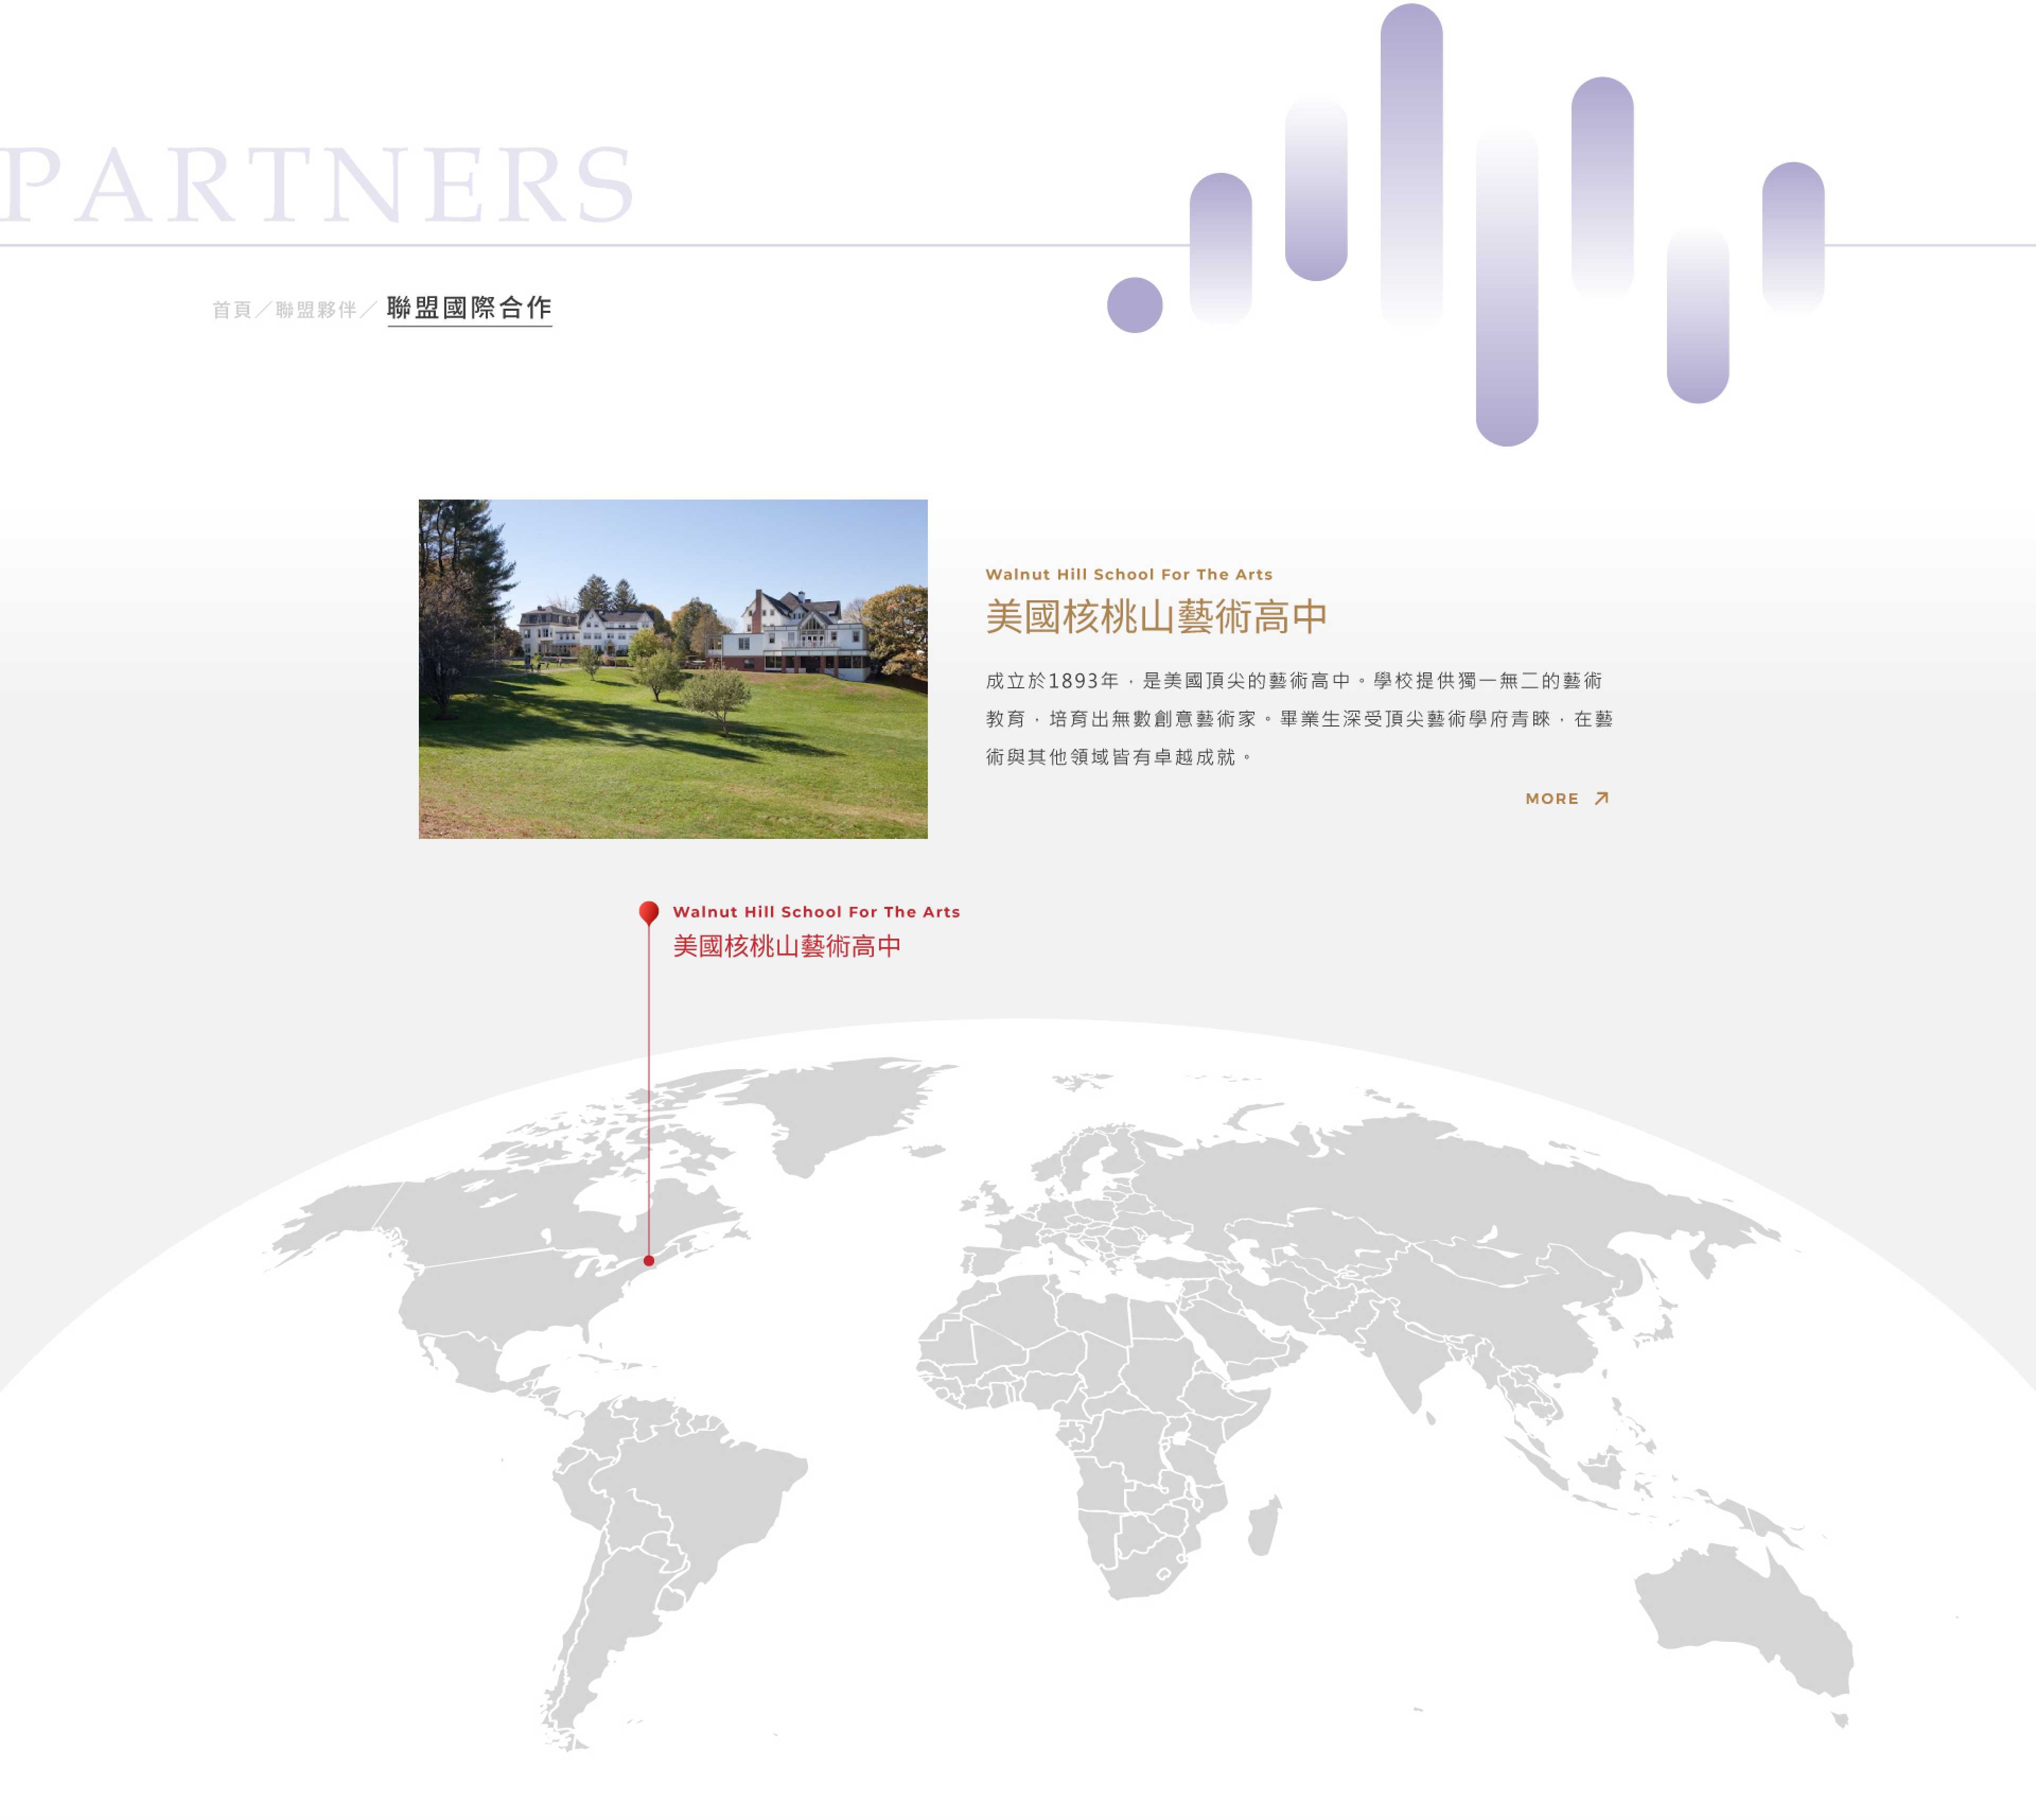 PARTNERS
首頁／聯盟夥伴／ 聯盟國際合作
Walnut Hill School For The Arts
美國核桃山藝術高中
成立於1893年，是美國頂尖的藝術高中。學校提供獨一無二的藝術
教育，培育出無數創意藝術家。畢業生深受頂尖藝術學府青睞，在藝
術與其他領域皆有卓越成就。
MORE
Walnut Hill School For The Arts
美國核桃山藝術高中